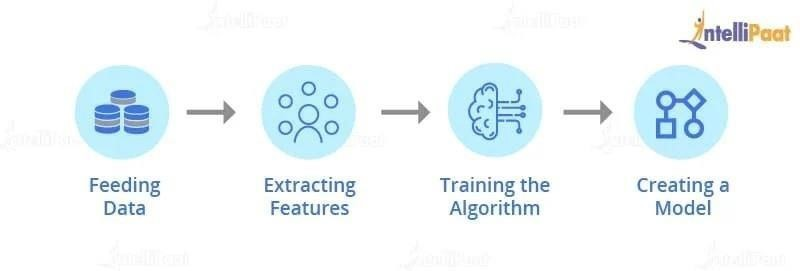 IntelliPaat
Feeding
Data
Extracting
Features
Training the
Algorithm
Creating a
Model